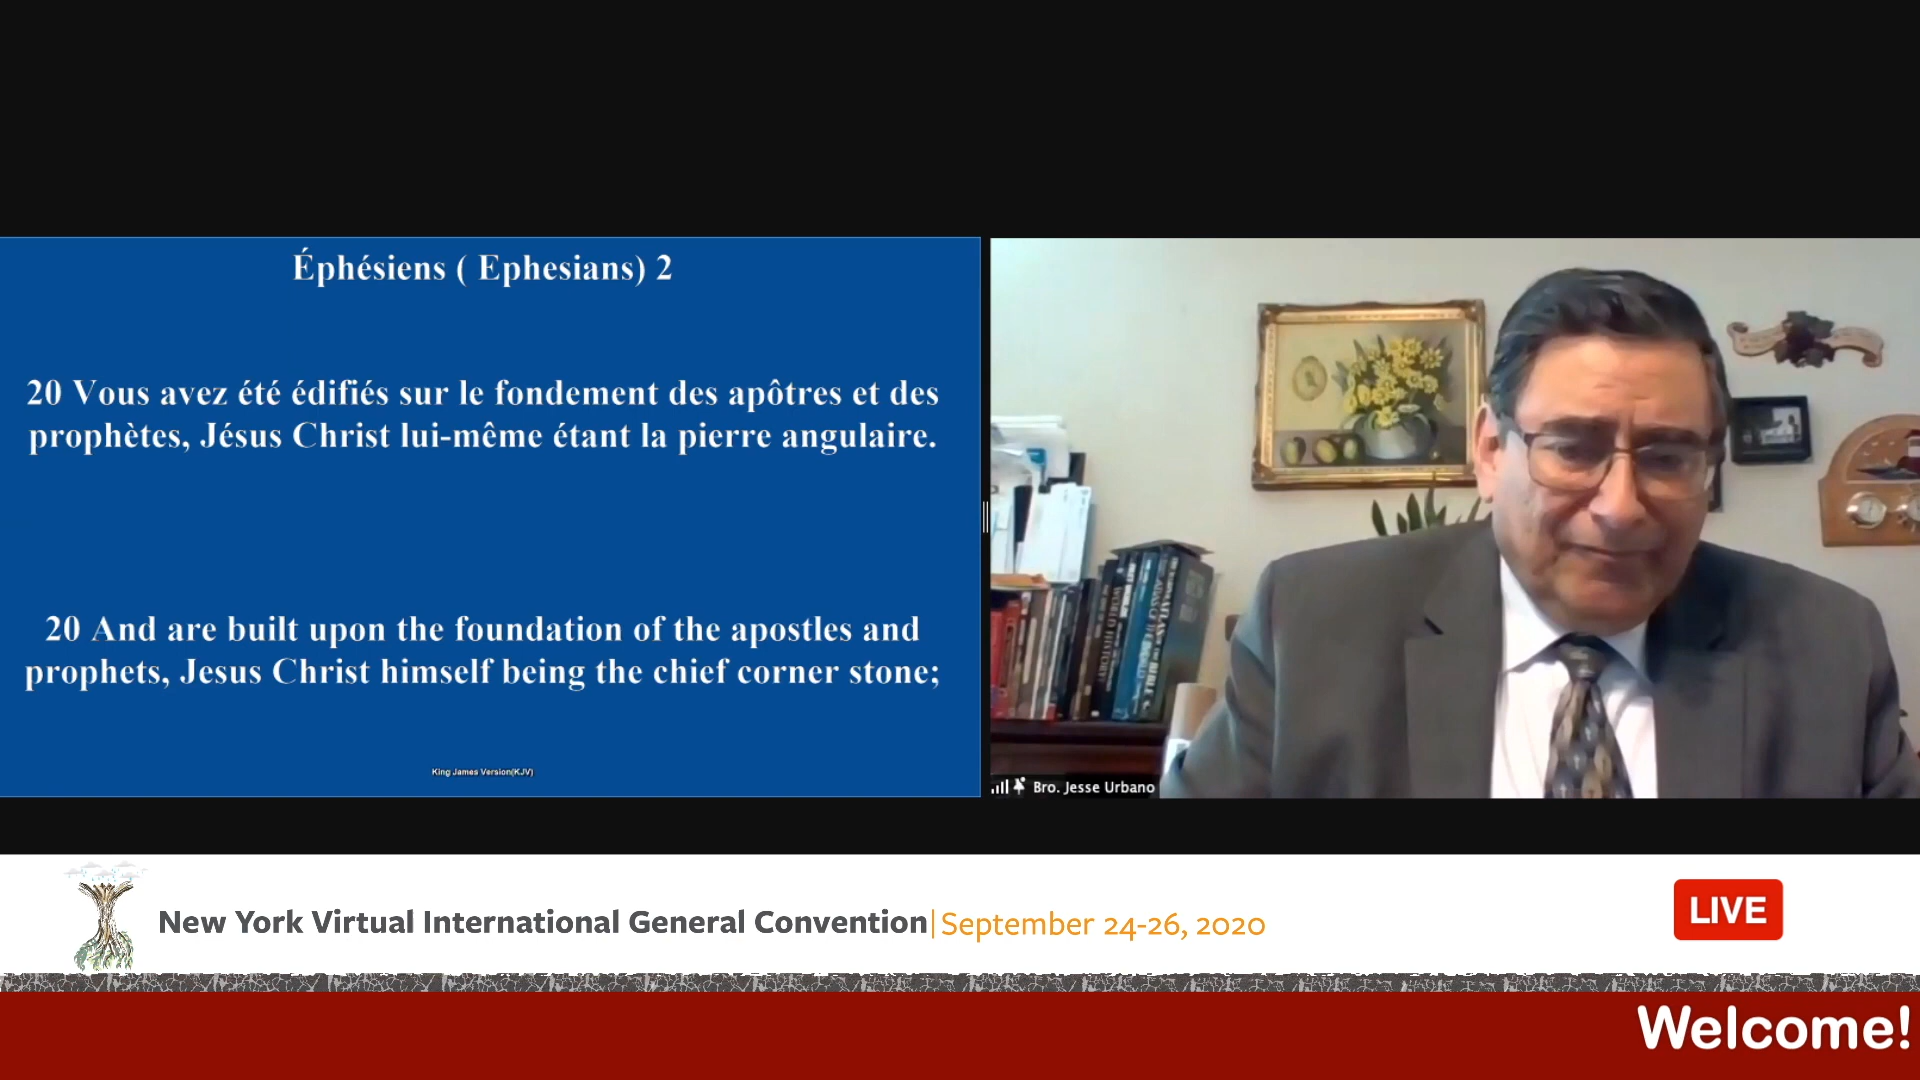 Éphésiens ( Ephesians) 2
20 Vous avez été édifiés sur le fondement des apôtres et des
prophètes, Jésus Christ lui-même étant la pierre angulaire.
20 And are built upon the foundation of the apostles and
prophets, Jesus Christ himself being the chief corner stone;
King James Version(KJV)
WORLD HISTORY
Bro. Jesse Urbano
New York Virtual International General Convention| September 24-26, 2020
LIVE
Welcome!